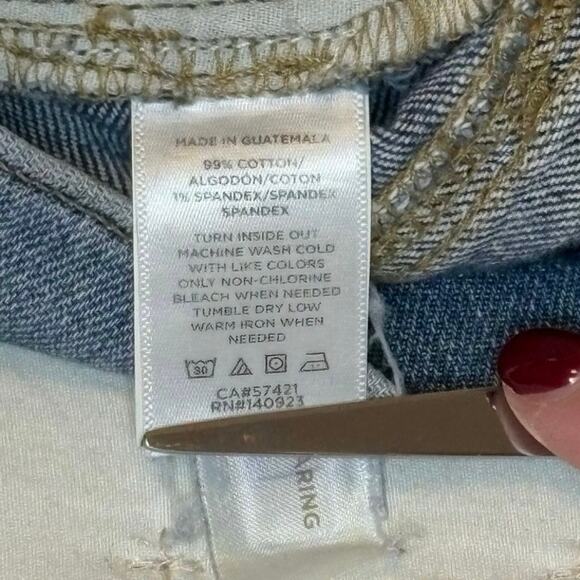 MADE IN GUATEMALA
99% COTTON/
ALGODÓN/COTON
1% SPANDEX/SPANDEX/
SPANDEX
TURN INSIDE OUT
MACHINE WASH COLD
WITH LIKE COLORS
ONLY NON-CHLORINE
BLEACH WHEN NEEDED
TUMBLE DRY LOW
WARM IRON WHEN
NEEDED
30
CA#57421
RN#140923
ARING